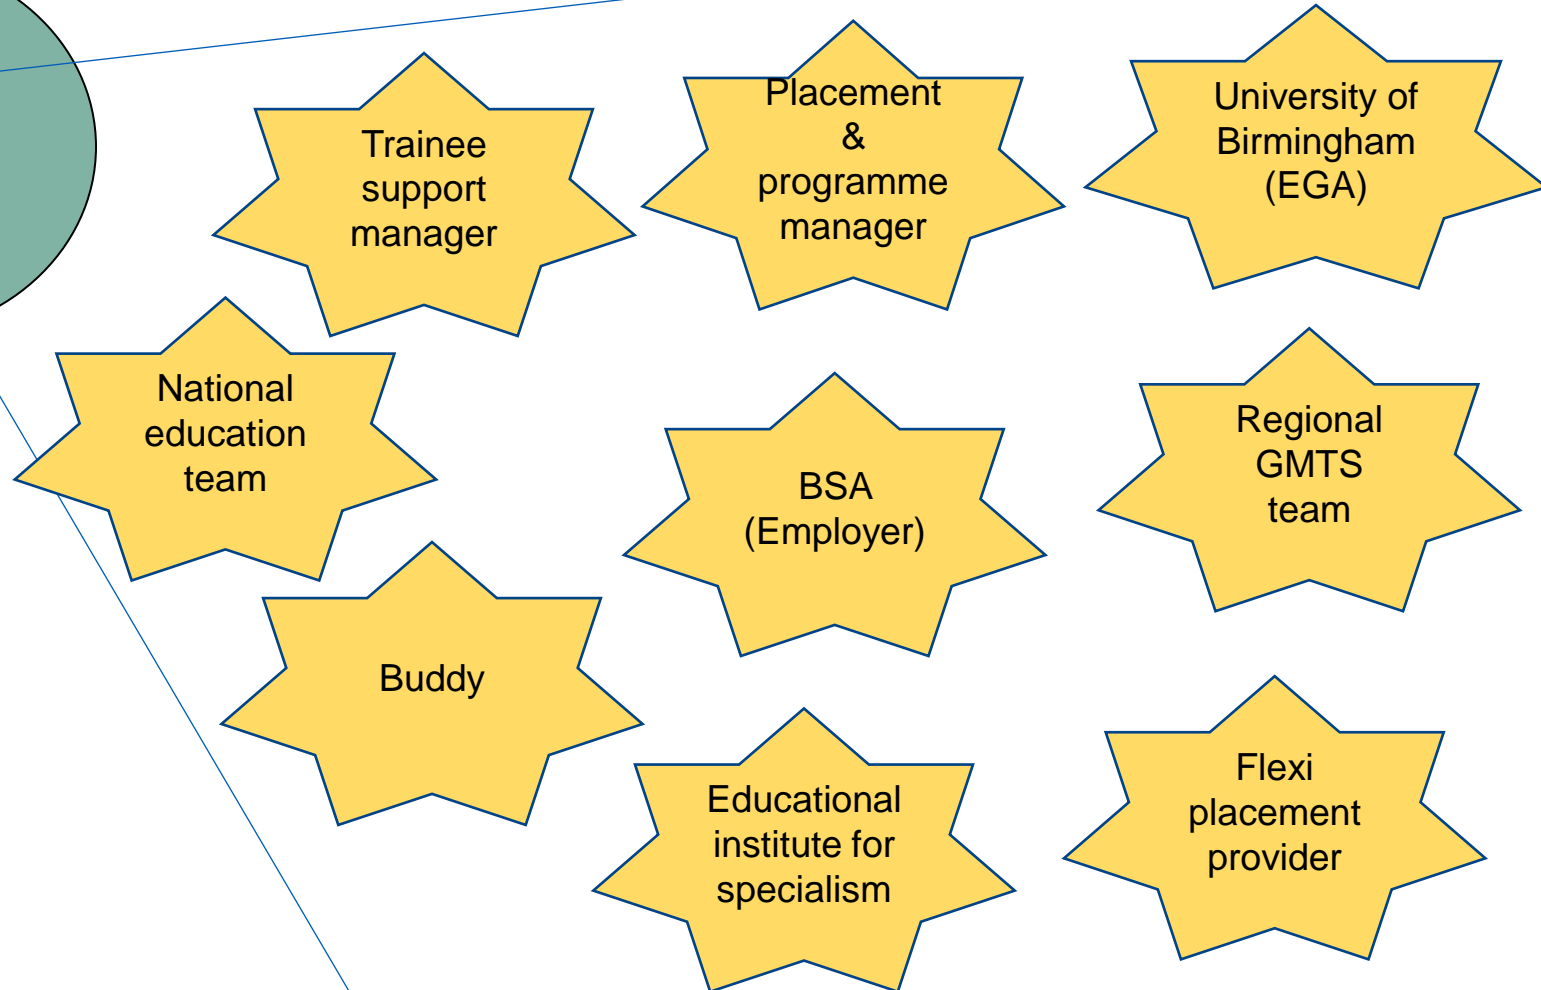 Trainee
support
manager
Placement
&
programme
manager
University of
Birmingham
(EGA)
National
education
team
BSA
(Employer)
Regional
GMTS
team
Buddy
Educational
institute for
specialism
Flexi
placement
provider